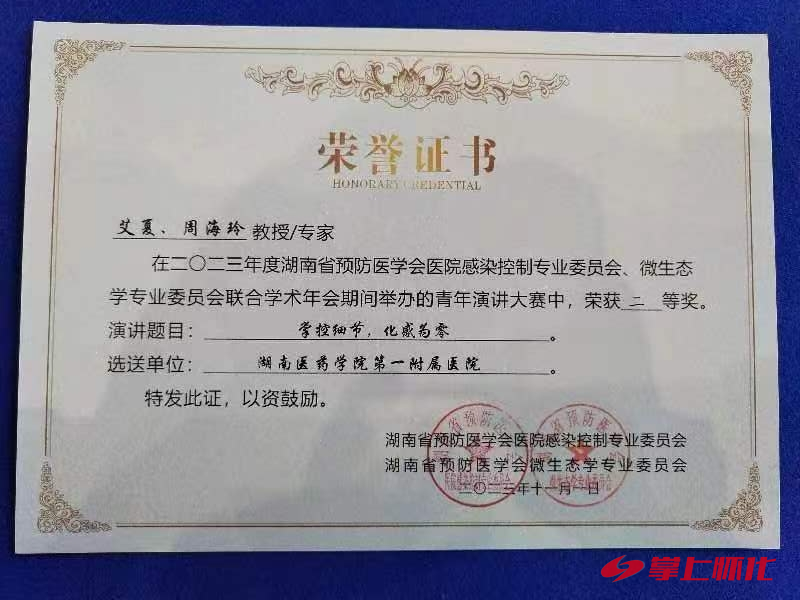 荣誉证书
HONORARY CREDENTIAL
艾夏、周海玲 教授/专家
在二〇二三年度湖南省预防医学会医院感染控制专业委员会、微生态
学专业委员会联合学术年会期间举办的青年演讲大赛中，荣获 二 等奖。
演讲题目： 掌控细节，化感为零 。
选送单位： 湖南医药学院第一附属医院 。
特发此证，以资鼓励。
湖南省预防医学会医院感染控制专业委员会
湖南省预防医学会微生态学专业委员会
二〇二三年十一月 日
掌上怀化